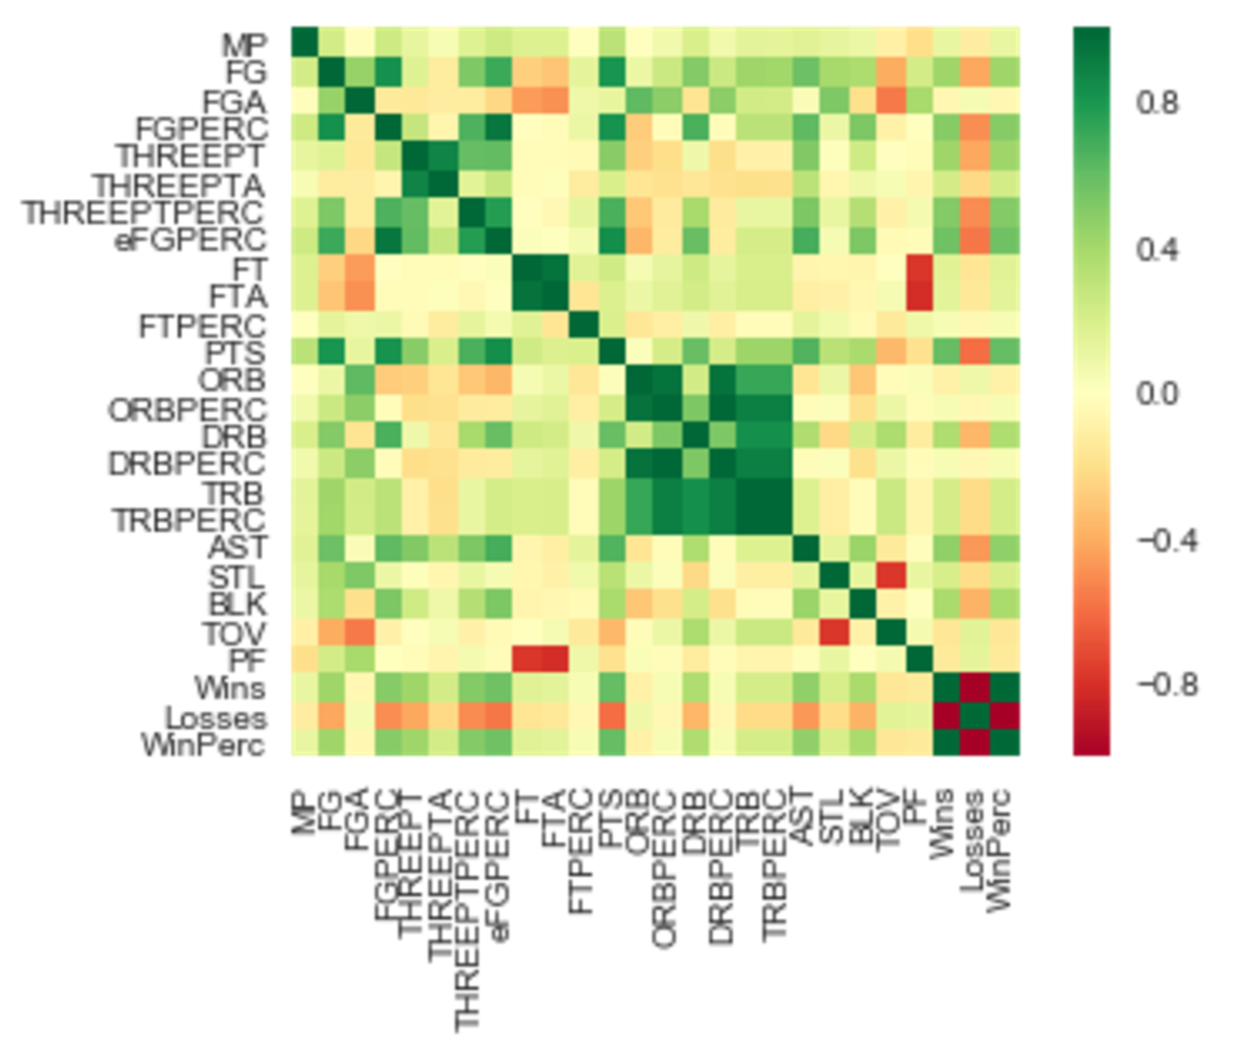 MP
FG
FGA
FGPERC
THREEPT
THREEPTA
THREEPTPERC
eFGPERC
FT
FTA
FTPERC
PTS
ORB
ORBPERC
DRB
DRBPERC
TRB
TRBPERC
AST
STL
BLK
TOV
PF
Wins
Losses
WinPerc
MP
FG
FGA
FGPERC
THREEPT
THREEPTA
THREEPTPERC
eFGPERC
FT
FTA
FTPERC
PTS
ORB
ORBPERC
DRB
DRBPERC
TRB
TRBPERC
AST
STL
BLK
TOV
PF
Wins
Losses
WinPerc
0.8
0.4
0.0
−0.4
−0.8